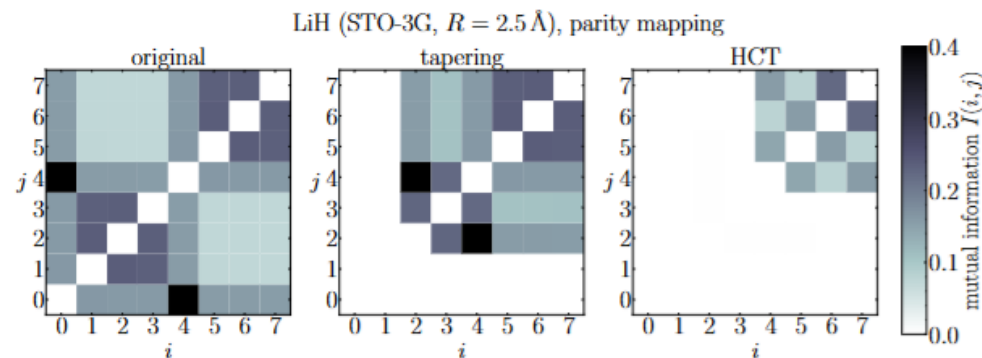 LiH (STO-3G, R = 2.5 Å), parity mapping
original
tapering
HCT
7
6
5
j 4
3
2
1
0
0 1 2 3 4 5 6 7
i
7
6
5
j 4
3
2
1
0
0 1 2 3 4 5 6 7
i
7
6
5
j 4
3
2
1
0
0 1 2 3 4 5 6 7
i
0.4
0.3
0.2
0.1
0.0
mutual information I(i, j)